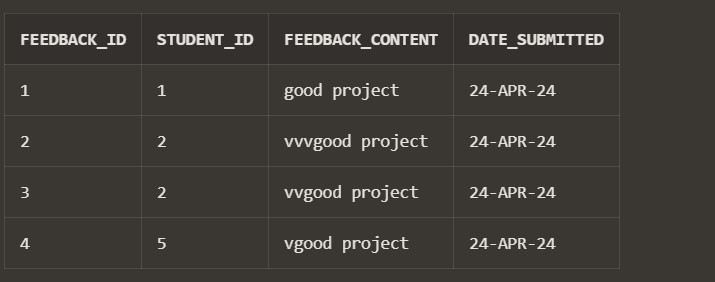 FEEDBACK_ID STUDENT_ID FEEDBACK_CONTENT DATE_SUBMITTED
1 1 good project 24-APR-24
2 2 vvvgood project 24-APR-24
3 2 vvgood project 24-APR-24
4 5 vgood project 24-APR-24